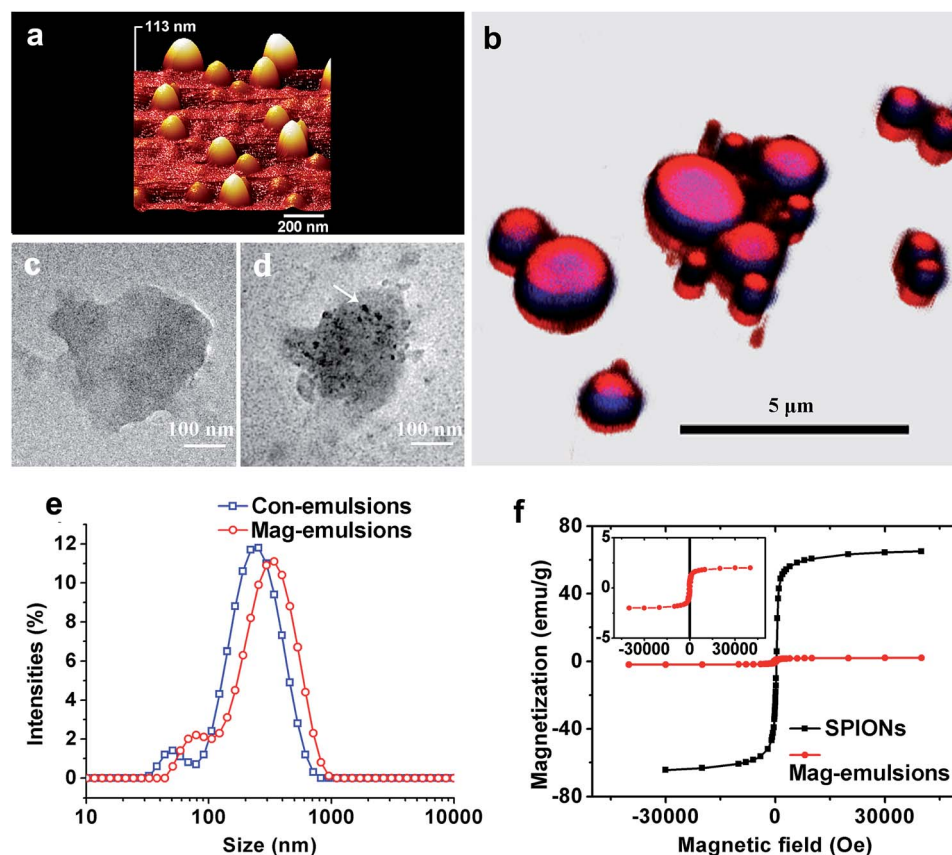 a
113 nm
200 nm
b
5 μm
c
100 nm
d
100 nm
e
Con-emulsions
Mag-emulsions
12
10
8
6
4
2
0
Intensities (%)
10
100
1000
10000
Size (nm)
f
80
40
0
-40
-80
Magnetization (emu/g)
5
0
-5
-30000
0
30000
SPIONs
Mag-emulsions
-30000
0
30000
Magnetic field (Oe)